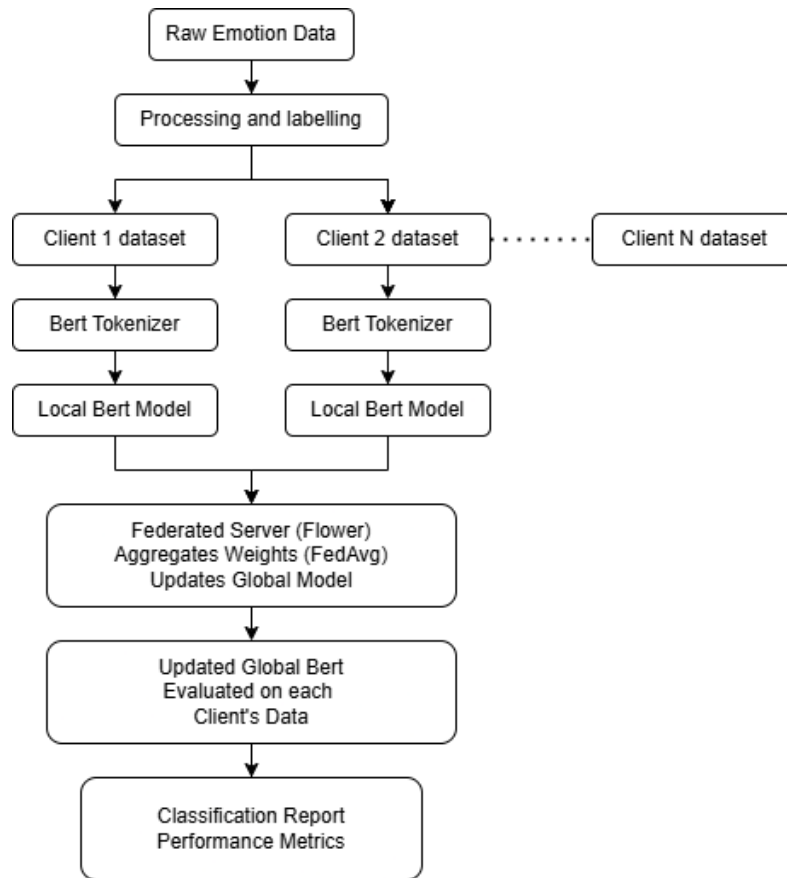 Raw Emotion Data
Processing and labelling
Client 1 dataset
Client 2 dataset
Client N dataset
Bert Tokenizer
Bert Tokenizer
Local Bert Model
Local Bert Model
Federated Server (Flower)
Aggregates Weights (FedAvg)
Updates Global Model
Updated Global Bert
Evaluated on each
Client's Data
Classification Report
Performance Metrics